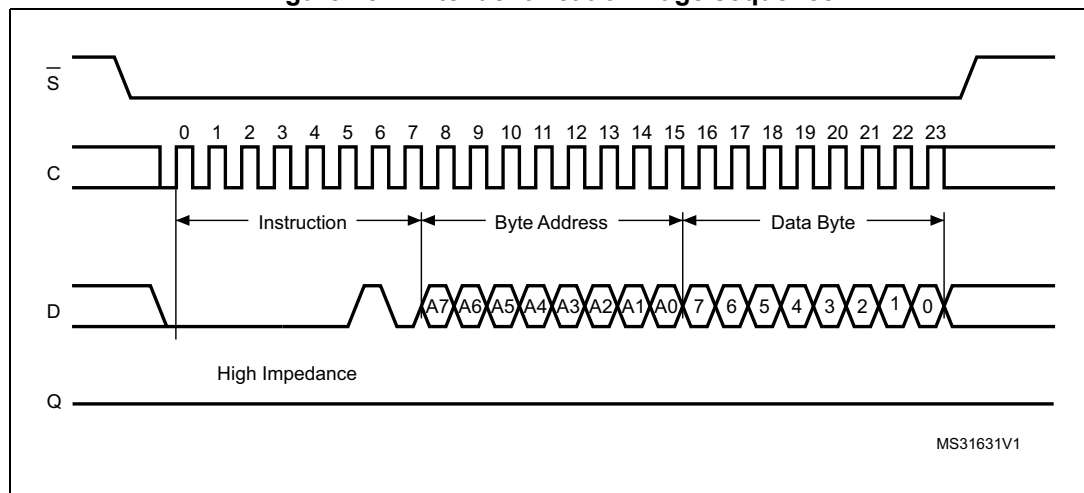 S
0 1 2 3 4 5 6 7 8 9 10 11 12 13 14 15 16 17 18 19 20 21 22 23
C
Instruction Byte Address Data Byte
D
A7 A6 A5 A4 A3 A2 A1 A0 7 6 5 4 3 2 1 0
High Impedance
Q
MS31631V1